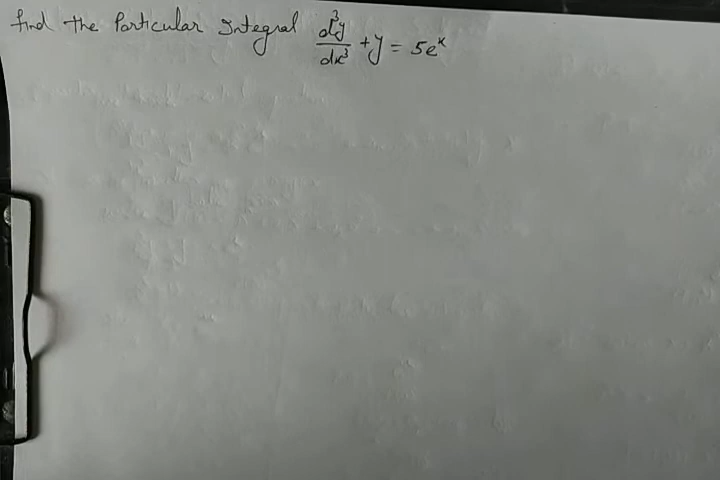 find the Particular Integral d³y/dx³ + y = 5eˣ